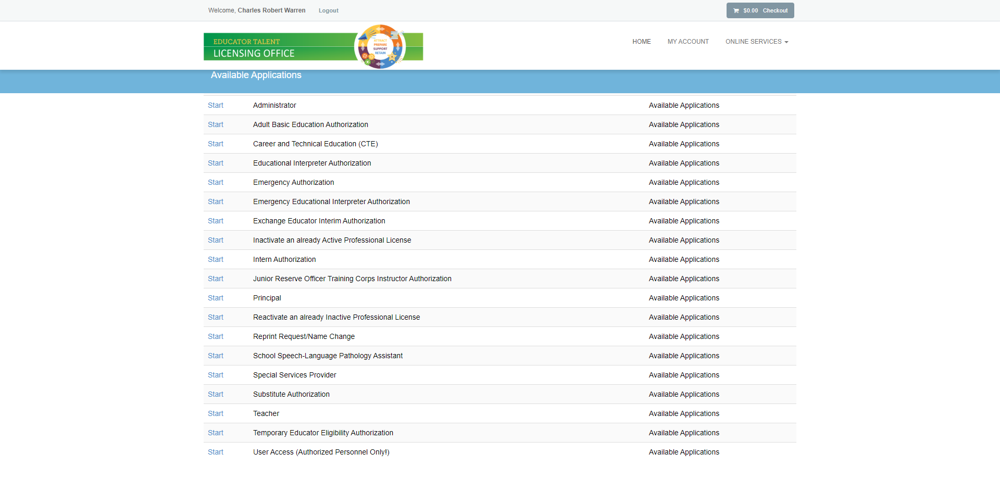 Welcome, Charles Robert Warren Logout $0.00 Checkout
EDUCATOR TALENT
LICENSING OFFICE
ATTRACT
PREPARE
SUPPORT
RETAIN
HOME MY ACCOUNT ONLINE SERVICES
Available Applications
Start Administrator Available Applications
Start Adult Basic Education Authorization Available Applications
Start Career and Technical Education (CTE) Available Applications
Start Educational Interpreter Authorization Available Applications
Start Emergency Authorization Available Applications
Start Emergency Educational Interpreter Authorization Available Applications
Start Exchange Educator Interim Authorization Available Applications
Start Inactivate an already Active Professional License Available Applications
Start Intern Authorization Available Applications
Start Junior Reserve Officer Training Corps Instructor Authorization Available Applications
Start Principal Available Applications
Start Reactivate an already Inactive Professional License Available Applications
Start Reprint Request/Name Change Available Applications
Start School Speech-Language Pathology Assistant Available Applications
Start Special Services Provider Available Applications
Start Substitute Authorization Available Applications
Start Teacher Available Applications
Start Temporary Educator Eligibility Authorization Available Applications
Start User Access (Authorized Personnel Only!) Available Applications